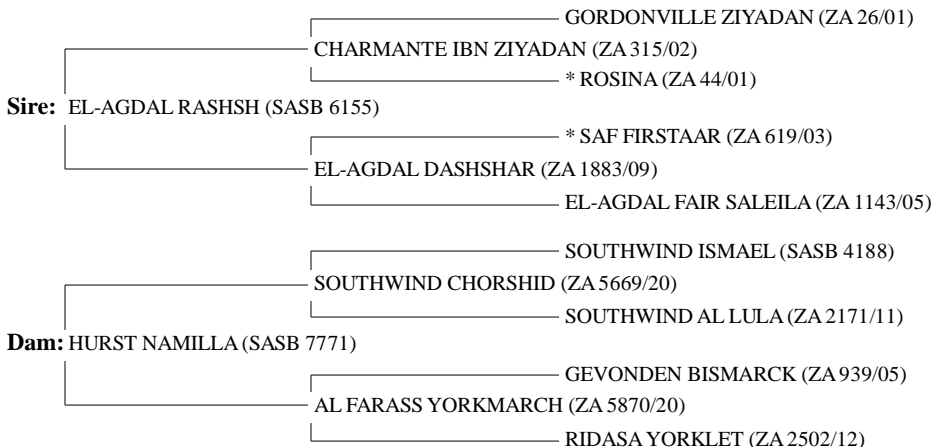 GORDONVILLE ZIYADAN (ZA 26/01)
CHARMANTE IBN ZIYADAN (ZA 315/02)
* ROSINA (ZA 44/01)
Sire: EL-AGDAL RASHSH (SASB 6155)
* SAF FIRSTAAR (ZA 619/03)
EL-AGDAL DASHSHAR (ZA 1883/09)
EL-AGDAL FAIR SALEILA (ZA 1143/05)
SOUTHWIND ISMAEL (SASB 4188)
SOUTHWIND CHORSHID (ZA 5669/20)
SOUTHWIND AL LULA (ZA 2171/11)
Dam: HURST NAMILLA (SASB 7771)
GEVONDEN BISMARCK (ZA 939/05)
AL FARASS YORKMARCH (ZA 5870/20)
RIDASA YORKLET (ZA 2502/12)